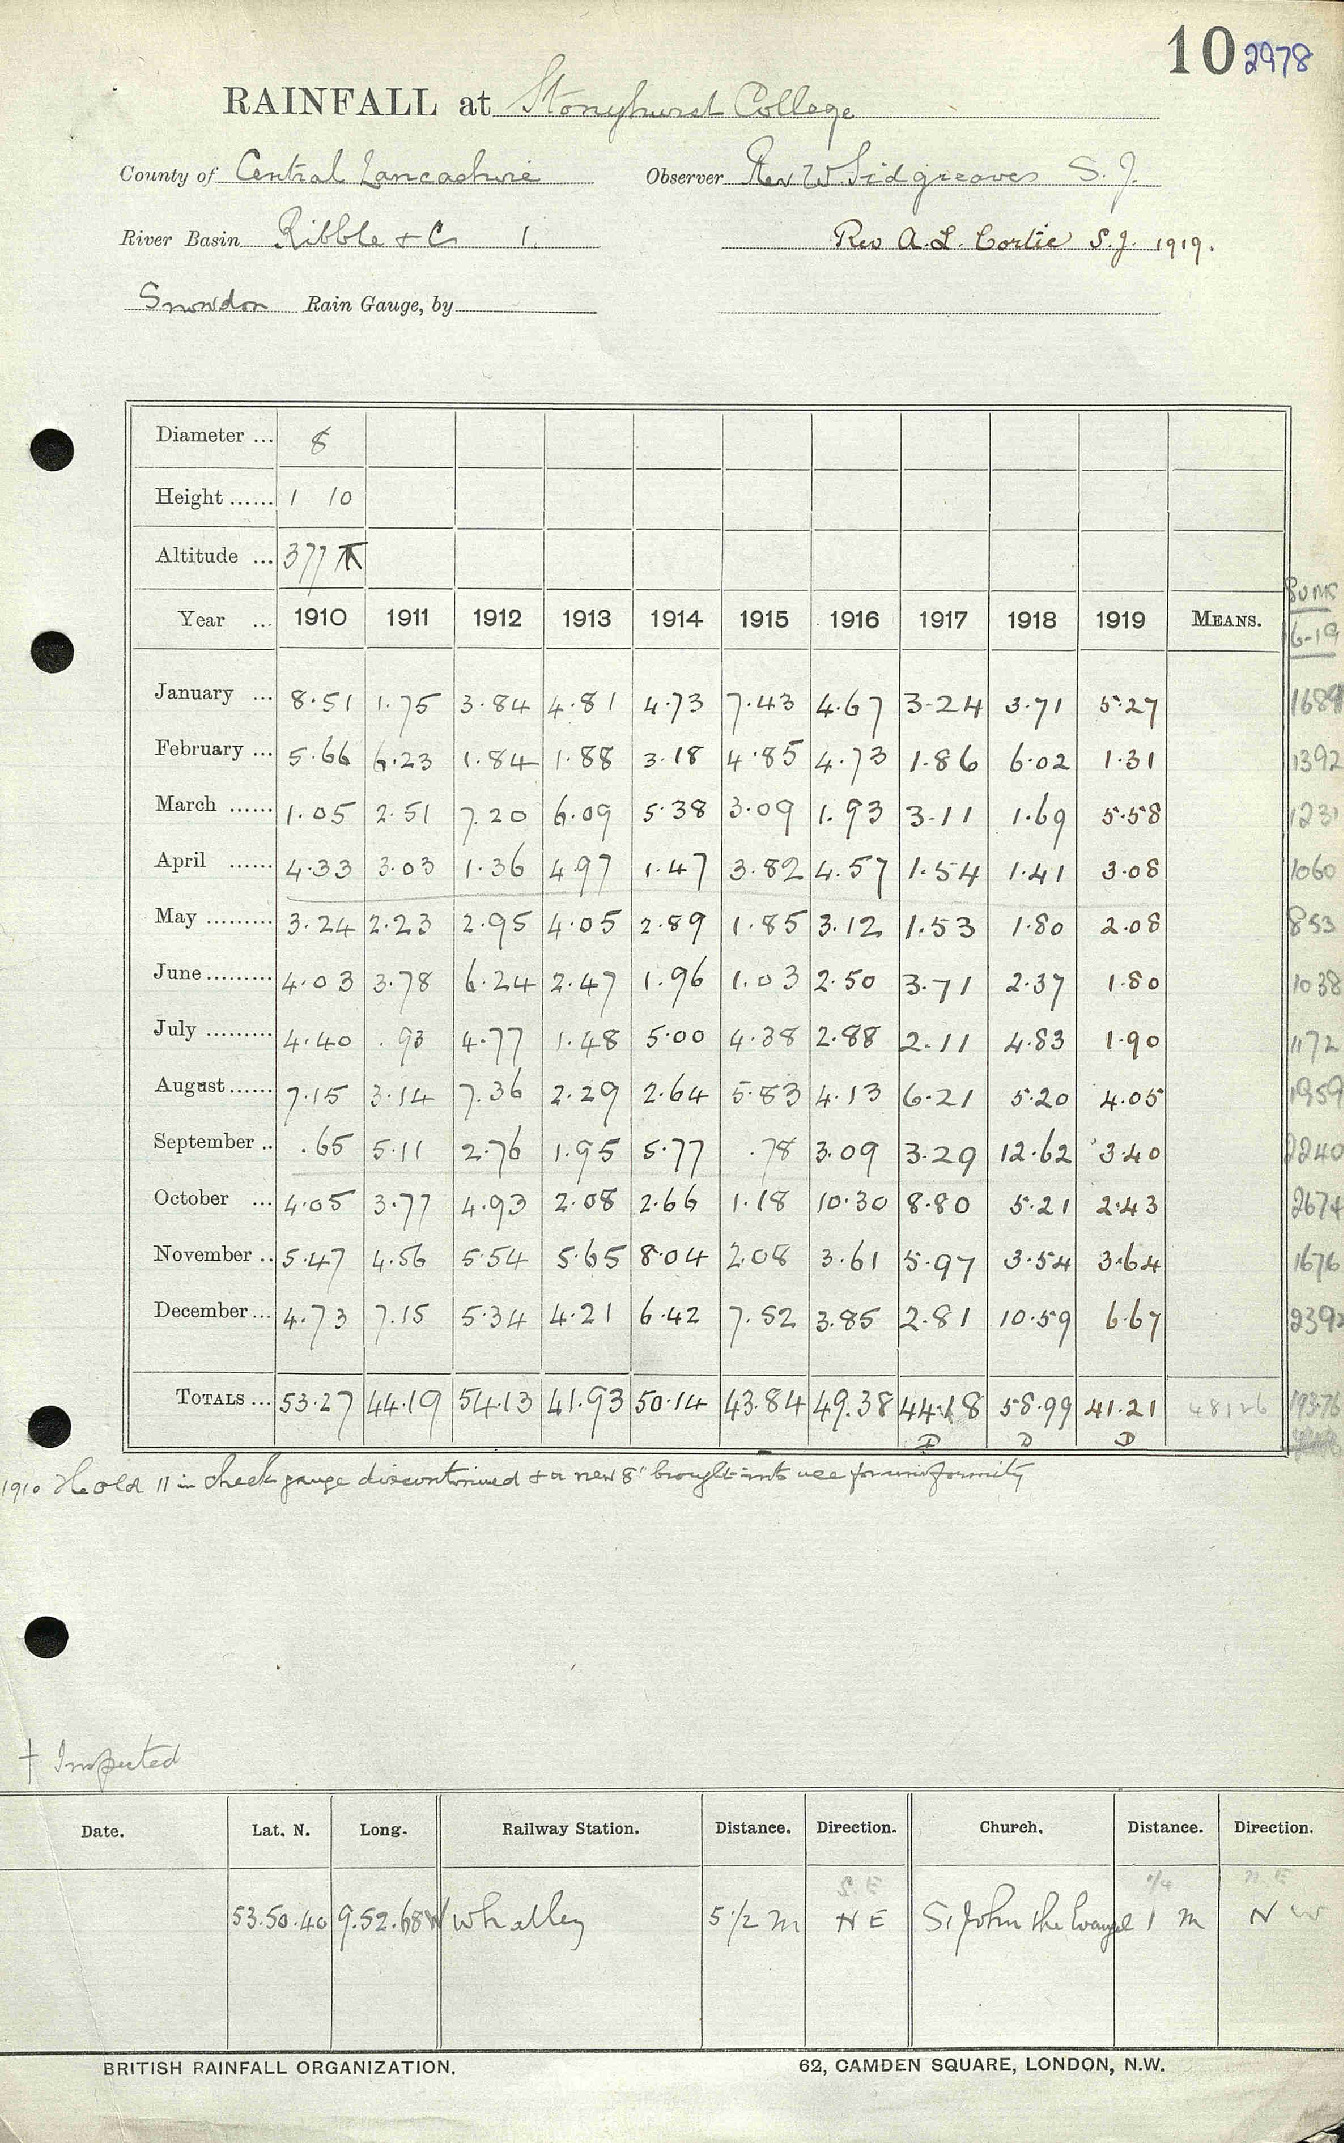 10 2978
RAINFALL at Stonyhurst College
County of Central Lancashire Observer Rev W Sidgreaves S.J.
River Basin Ribble & C 1. Rev A. L. Cortie S.J. 1919.
Snowdon Rain Gauge, by
Diameter ... 8
Height ...... 1 10
Altitude ... 377
Sums
Year ... 1910 1911 1912 1913 1914 1915 1916 1917 1918 1919 MEANS. 6-19
January ... 8.51 1.75 3.84 4.81 4.73 7.43 4.67 3.24 3.71 5.27 1689
February ... 5.66 6.23 1.84 1.88 3.18 4.85 4.73 1.86 6.02 1.31 1392
March ...... 1.05 2.51 7.20 6.09 5.38 3.09 1.93 3.11 1.69 5.58 1231
April ...... 4.33 3.03 1.36 4.97 1.47 3.82 4.57 1.54 1.41 3.08 1060
May ......... 3.24 2.23 2.95 4.05 2.89 1.85 3.12 1.53 1.80 2.08 853
June ......... 4.03 3.78 6.24 2.47 1.96 1.03 2.50 3.71 2.37 1.80 1038
July ......... 4.40 .93 4.77 1.48 5.00 4.38 2.88 2.11 4.83 1.90 1172
August ...... 7.15 3.14 7.36 2.29 2.64 5.83 4.13 6.21 5.20 4.05 1959
September .. .65 5.11 2.76 1.95 5.77 .78 3.09 3.29 12.62 3.40 2240
October ... 4.05 3.77 4.93 2.08 2.66 1.18 10.30 8.80 5.21 2.43 2674
November .. 5.47 4.56 5.54 5.65 8.04 2.08 3.61 5.97 3.54 3.64 1676
December ... 4.73 7.15 5.34 4.21 6.42 7.52 3.85 2.81 10.59 6.67 2392
TOTALS ... 53.27 44.19 54.13 41.93 50.14 43.84 49.38 44.18 58.99 41.21 48126 19376
D D D
1910 The old 11 in check gauge discontinued & a new 8" brought into use for uniformity
† Inspected
Date. Lat. N. Long. Railway Station. Distance. Direction. Church. Distance. Direction.
S.E 1/4 N E
53.50.40 9.52.68W Whalley 5 1/2 m N E St John the Evangel 1 m N W
BRITISH RAINFALL ORGANIZATION. 62, CAMDEN SQUARE, LONDON, N.W.